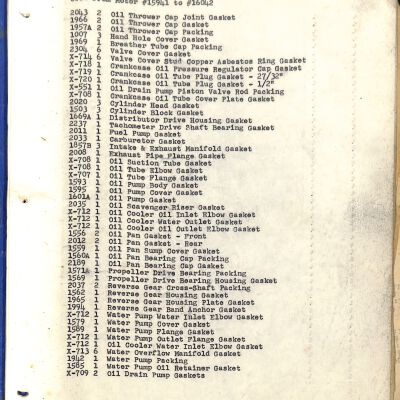 Motor #15941 to #16042
2043 2 Oil Thrower Cap Joint Gasket
1966 2 Oil Thrower Cap Gasket
1957A 2 Oil Thrower Cap Packing
1007 3 Hand Hole Cover Gasket
1969 1 Breather Tube Cap Packing
2304 6 Valve Cover Gasket
X-714 6 Valve Cover Stud Copper Asbestos Ring Gasket
X-718 1 Crankcase Oil Pressure Regulator Cap Gasket
X-719 1 Crankcase Oil Tube Plug Gasket - 27/32"
X-720 1 Crankcase Oil Tube Plug Gasket - 1/2"
X-551 1 Oil Drain Pump Piston Valve Rod Packing
X-708 1 Crankcase Oil Tube Cover Plate Gasket
2020 3 Cylinder Head Gasket
1503 3 Cylinder Block Gasket
1669A 1 Distributor Drive Housing Gasket
2237 1 Tachometer Drive Shaft Bearing Gasket
2011 1 Fuel Pump Gasket
2033 1 Carburetor Gasket
1857B 3 Intake & Exhaust Manifold Gasket
2008 1 Exhaust Pipe Flange Gasket
X-708 1 Oil Suction Tube Gasket
X-708 1 Oil Tube Elbow Gasket
X-707 1 Oil Tube Flange Gasket
1593 1 Oil Pump Body Gasket
1595 1 Oil Pump Cover Gasket
1601A 1 Oil Pump Gasket
2035 1 Oil Scavenger Riser Gasket
X-712 1 Oil Cooler Oil Inlet Elbow Gasket
X-712 1 Oil Cooler Water Outlet Gasket
X-712 1 Oil Cooler Oil Outlet Elbow Gasket
1556 2 Oil Pan Gasket - Front
2012 2 Oil Pan Gasket - Rear
1559 1 Oil Pan Sump Cover Gasket
1560A 1 Oil Pan Bearing Cap Packing
2189 1 Oil Pan Bearing Cap Gasket
1571A 1 Propeller Drive Bearing Packing
1569 1 Propeller Drive Bearing Housing Gasket
2037 2 Reverse Gear Cross-Shaft Packing
1562 1 Reverse Gear Housing Gasket
1965 1 Reverse Gear Housing Plate Gasket
1994 1 Reverse Gear Band Anchor Gasket
X-712 1 Water Pump Water Inlet Elbow Gasket
1579 1 Water Pump Cover Gasket
1589 1 Water Pump Flange Gasket
X-712 1 Water Pump Outlet Flange Gasket
X-712 1 Oil Cooler Water Inlet Elbow Gasket
X-713 6 Water Overflow Manifold Gasket
1942 1 Water Pump Packing
1585 1 Water Pump Oil Retainer Gasket
X-709 2 Oil Drain Pump Gaskets